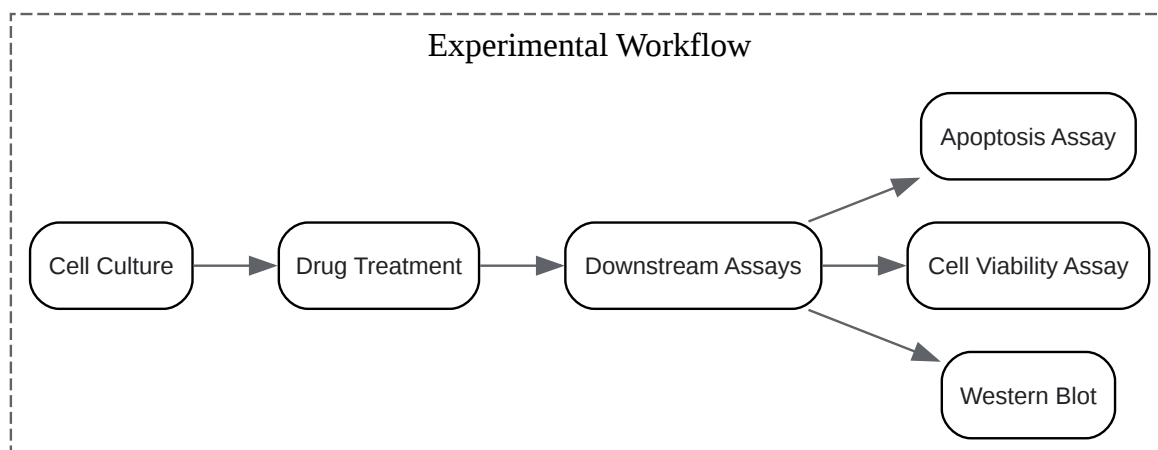 Experimental Workflow
Apoptosis Assay
Cell Culture
Drug Treatment
Downstream Assays
Cell Viability Assay
Western Blot